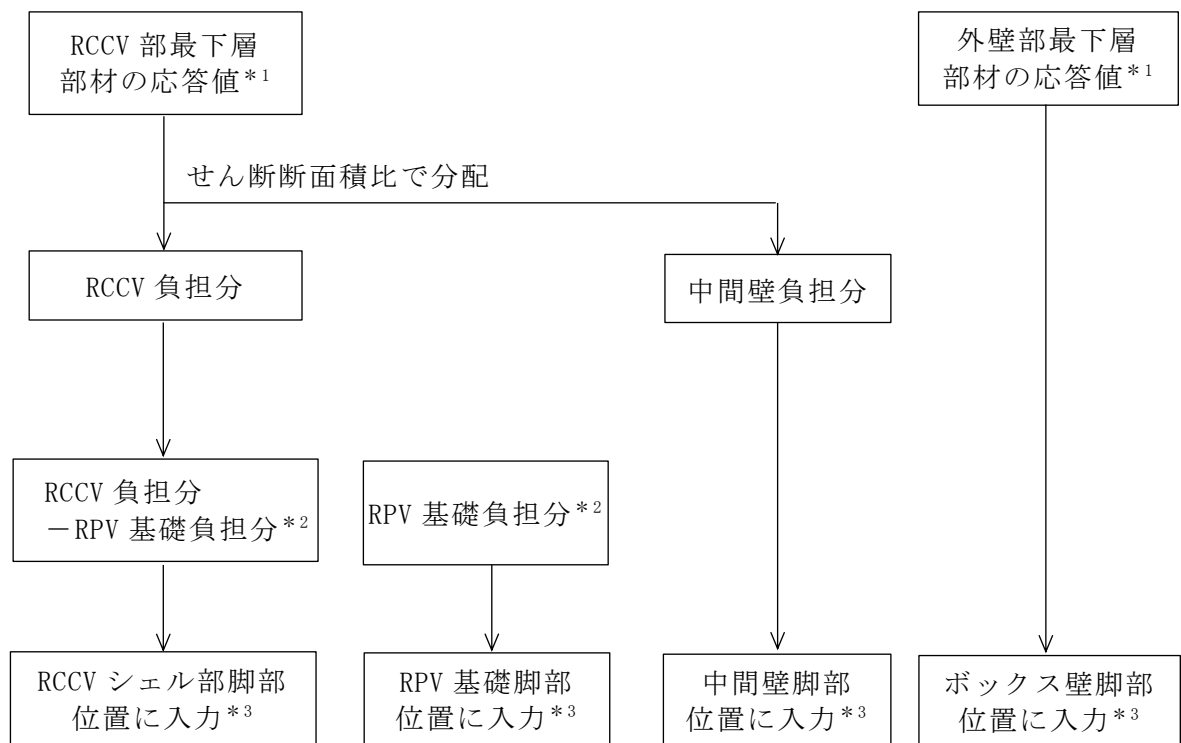 RCCV 部最下層
部材の応答値*1
外壁部最下層
部材の応答値*1
せん断断面積比で分配
RCCV 負担分
中間壁負担分
RCCV 負担分
－RPV 基礎負担分*2
RPV 基礎負担分*2
RCCV シェル部脚部
位置に入力*3
RPV 基礎脚部
位置に入力*3
中間壁脚部
位置に入力*3
ボックス壁脚部
位置に入力*3